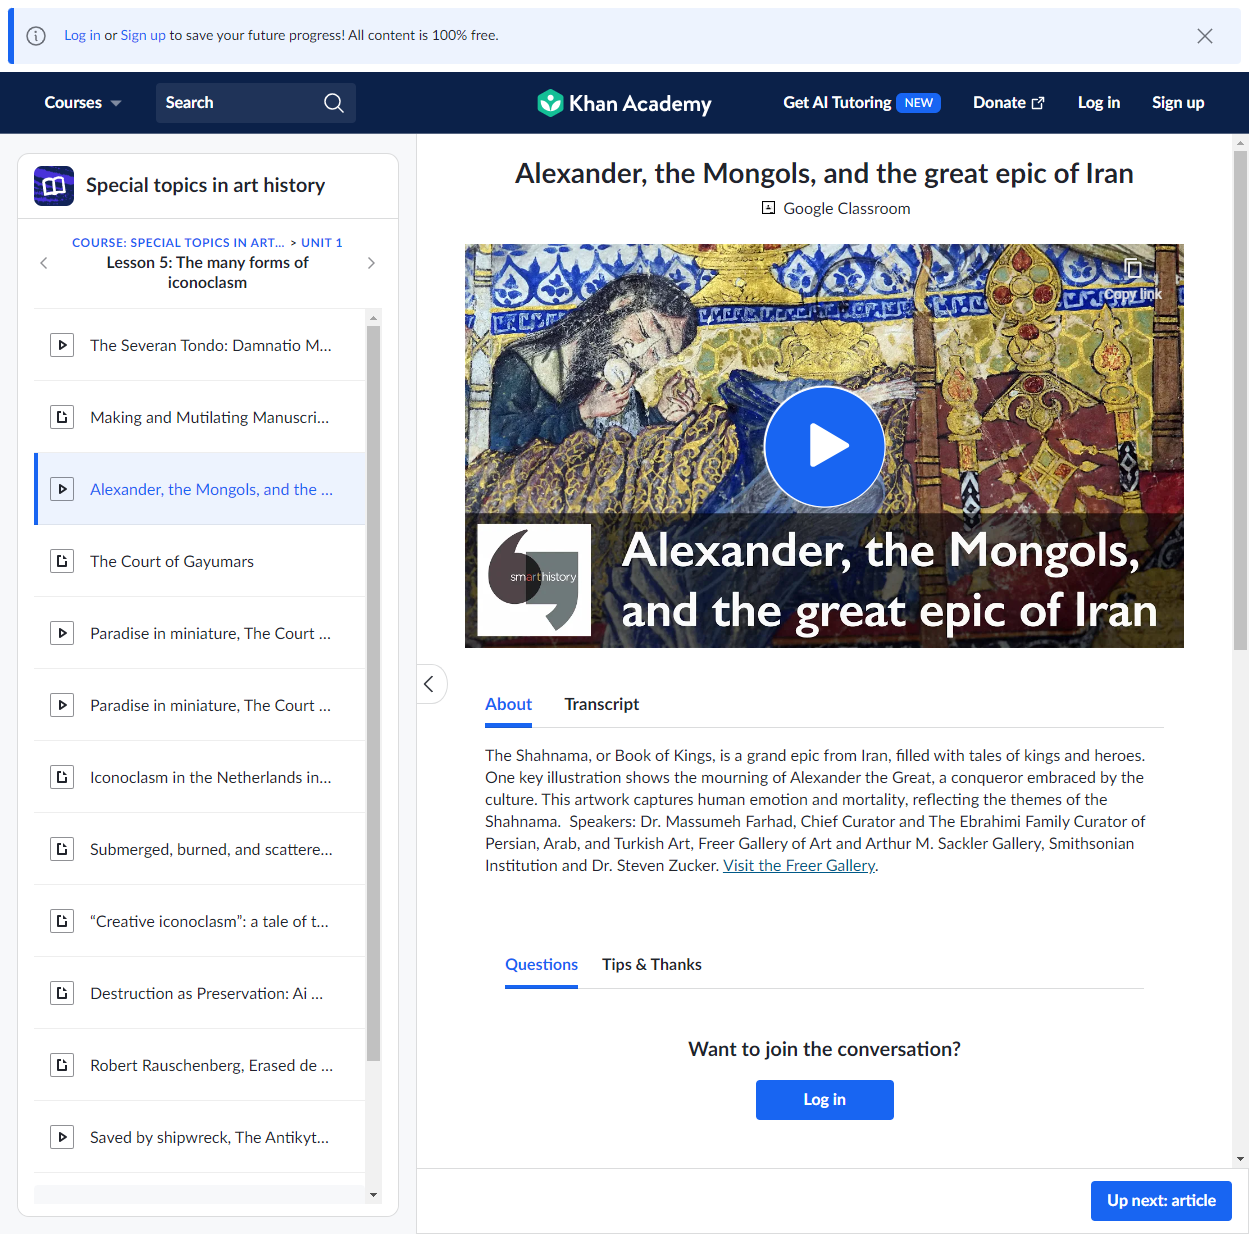 Log in or Sign up to save your future progress! All content is 100% free.
Courses
Search
Khan Academy
Get AI Tutoring NEW
Donate
Log in
Sign up
Special topics in art history
COURSE: SPECIAL TOPICS IN ART... > UNIT 1
Lesson 5: The many forms of
iconoclasm
The Severan Tondo: Damnatio M...
Making and Mutilating Manuscri...
Alexander, the Mongols, and the ...
The Court of Gayumars
Paradise in miniature, The Court ...
Paradise in miniature, The Court ...
Iconoclasm in the Netherlands in...
Submerged, burned, and scattere...
“Creative iconoclasm”: a tale of t...
Destruction as Preservation: Ai ...
Robert Rauschenberg, Erased de ...
Saved by shipwreck, The Antikyt...
Alexander, the Mongols, and the great epic of Iran
Google Classroom
Copy link
smarthistory
Alexander, the Mongols,
and the great epic of Iran
About
Transcript
The Shahnama, or Book of Kings, is a grand epic from Iran, filled with tales of kings and heroes.
One key illustration shows the mourning of Alexander the Great, a conqueror embraced by the
culture. This artwork captures human emotion and mortality, reflecting the themes of the
Shahnama. Speakers: Dr. Massumeh Farhad, Chief Curator and The Ebrahimi Family Curator of
Persian, Arab, and Turkish Art, Freer Gallery of Art and Arthur M. Sackler Gallery, Smithsonian
Institution and Dr. Steven Zucker. Visit the Freer Gallery.
Questions
Tips & Thanks
Want to join the conversation?
Log in
Up next: article